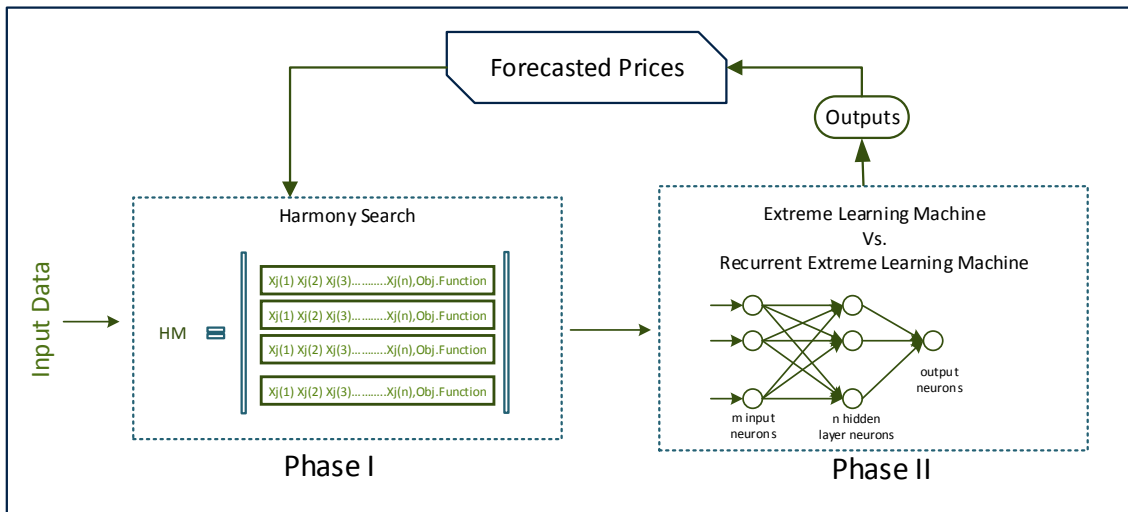 Forecasted Prices
Outputs
Input Data
Harmony Search
HM =
Xj(1) Xj(2) Xj(3)..........Xj(n),Obj.Function
Xj(1) Xj(2) Xj(3)..........Xj(n),Obj.Function
Xj(1) Xj(2) Xj(3)..........Xj(n),Obj.Function
Xj(1) Xj(2) Xj(3)..........Xj(n),Obj.Function
Phase I
Extreme Learning Machine
Vs.
Recurrent Extreme Learning Machine
m input
neurons
n hidden
layer neurons
output
neurons
Phase II